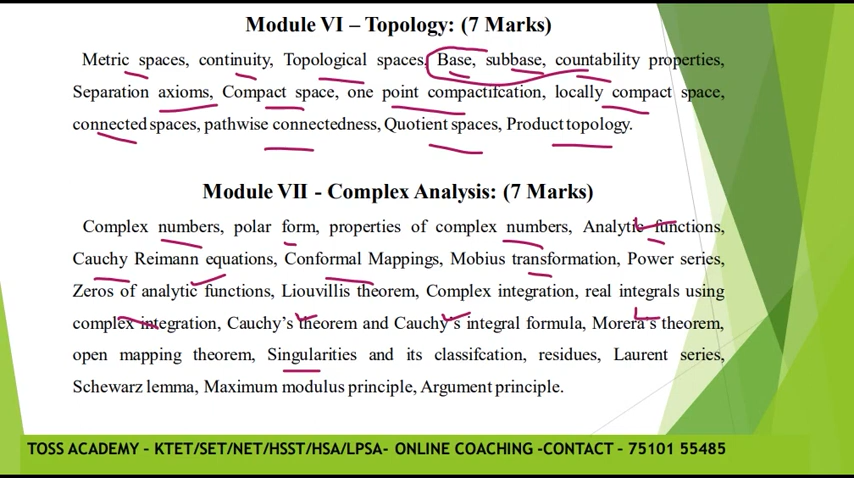 Module VI – Topology: (7 Marks)
Metric spaces, continuity, Topological spaces, Base, subbase, countability properties,
Separation axioms, Compact space, one point compactifcation, locally compact space,
connected spaces, pathwise connectedness, Quotient spaces, Product topology.
Module VII - Complex Analysis: (7 Marks)
Complex numbers, polar form, properties of complex numbers, Analytic functions,
Cauchy Reimann equations, Conformal Mappings, Mobius transformation, Power series,
Zeros of analytic functions, Liouvillis theorem, Complex integration, real integrals using
complex integration, Cauchy's theorem and Cauchy's integral formula, Morera's theorem,
open mapping theorem, Singularities and its classifcation, residues, Laurent series,
Schewarz lemma, Maximum modulus principle, Argument principle.
TOSS ACADEMY – KTET/SET/NET/HSST/HSA/LPSA- ONLINE COACHING -CONTACT – 75101 55485